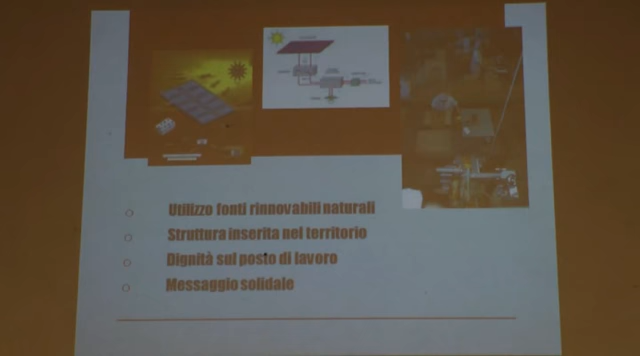 Utilizzo fonti rinnovabili naturali
Struttura inserita nel territorio
Dignità sul posto di lavoro
Messaggio solidale